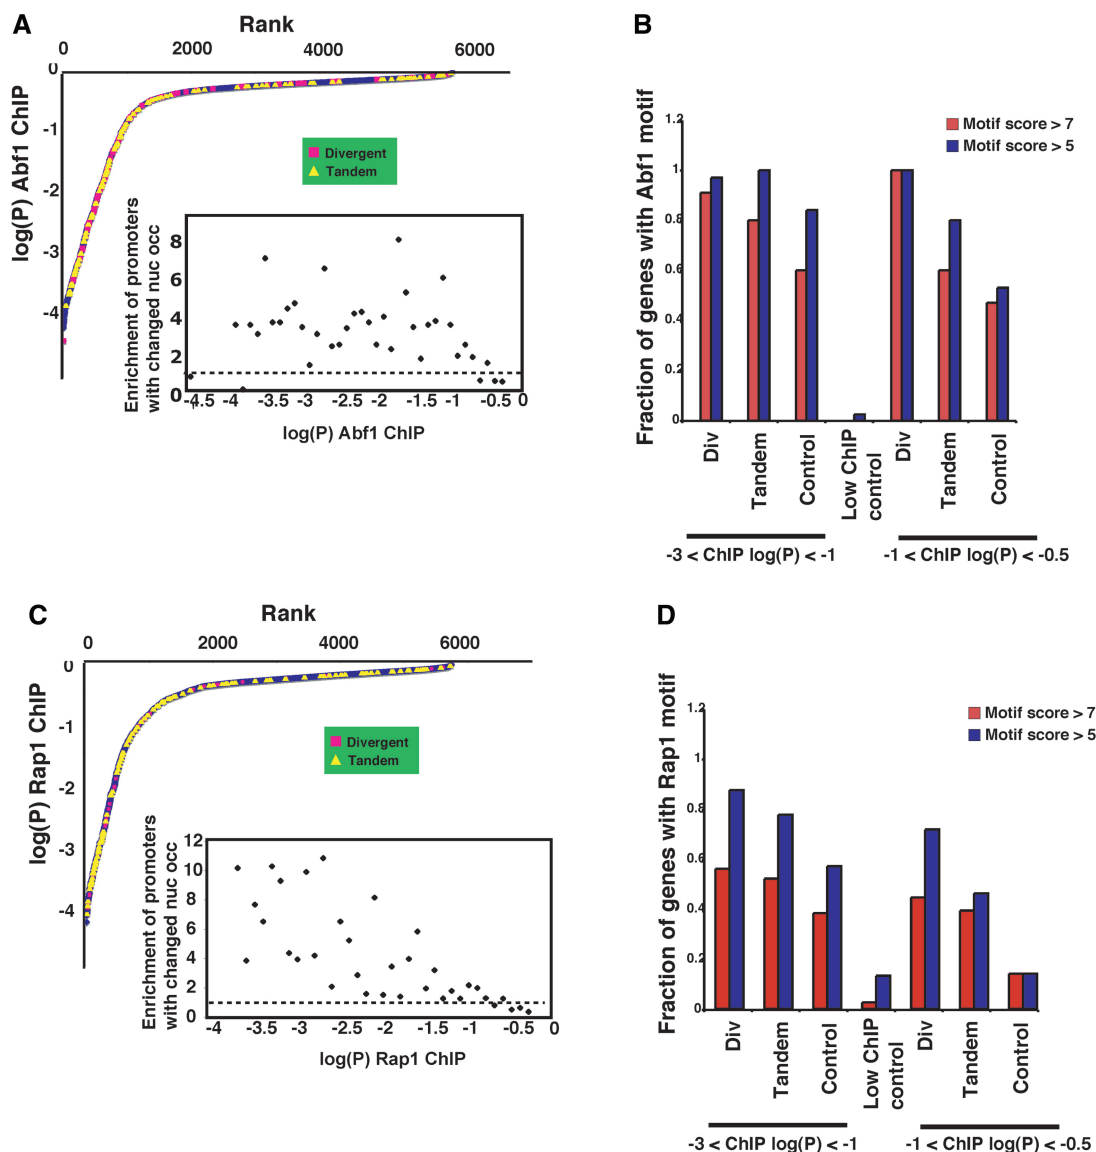 A
Rank
0 2000 4000 6000
0
-1
-2
-3
-4
log(P) Abf1 ChIP
Divergent
Tandem
Enrichment of promoters
with changed nuc occ
8
6
4
2
0
-4.5 -4 -3.5 -3 -2.5 -2 -1.5 -1 -0.5 0
log(P) Abf1 ChIP
B
Fraction of genes with Abf1 motif
1.2
1
0.8
0.6
0.4
0.2
0
Motif score > 7
Motif score > 5
Div
Tandem
Control
Low ChIP
control
Div
Tandem
Control
-3 < ChIP log(P) < -1
-1 < ChIP log(P) < -0.5
C
Rank
0 2000 4000 6000
0
-1
-2
-3
-4
log(P) Rap1 ChIP
Divergent
Tandem
Enrichment of promoters
with changed nuc occ
12
10
8
6
4
2
0
-4 -3.5 -3 -2.5 -2 -1.5 -1 -0.5 0
log(P) Rap1 ChIP
D
Fraction of genes with Rap1 motif
1.2
1
0.8
0.6
0.4
0.2
0
Motif score > 7
Motif score > 5
Div
Tandem
Control
Low ChIP
control
Div
Tandem
Control
-3 < ChIP log(P) < -1
-1 < ChIP log(P) < -0.5